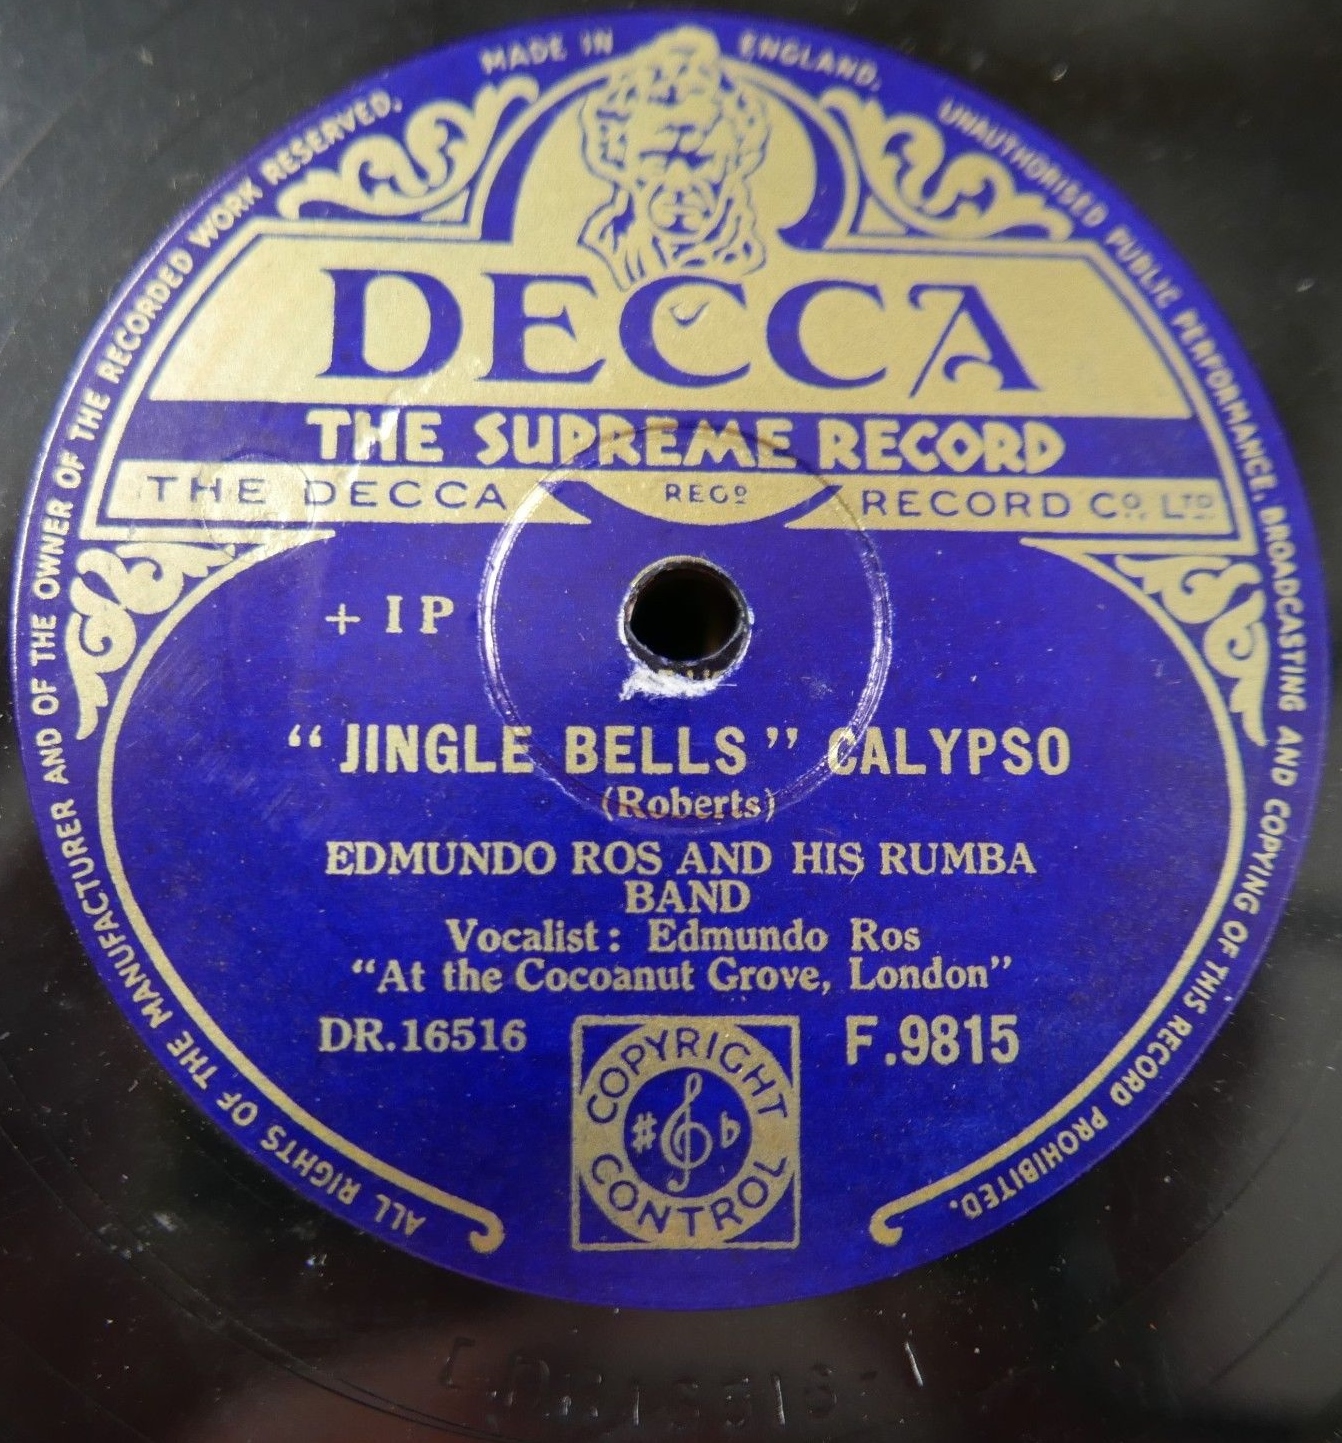 MADE IN ENGLAND.
UNAUTHORISED PUBLIC PERFORMANCE, BROADCASTING AND COPYING OF THIS RECORD PROHIBITED.
ALL RIGHTS OF THE MANUFACTURER AND OF THE OWNER OF THE RECORDED WORK RESERVED.
DECCA
THE SUPREME RECORD
THE DECCA REGD RECORD CO. LTD
+ 1 P
“JINGLE BELLS” CALYPSO
(Roberts)
EDMUNDO ROS AND HIS RUMBA
BAND
Vocalist: Edmundo Ros
“At the Cocoanut Grove, London”
DR.16516 F.9815
COPYRIGHT
♯ b
CONTROL
DR16516-1